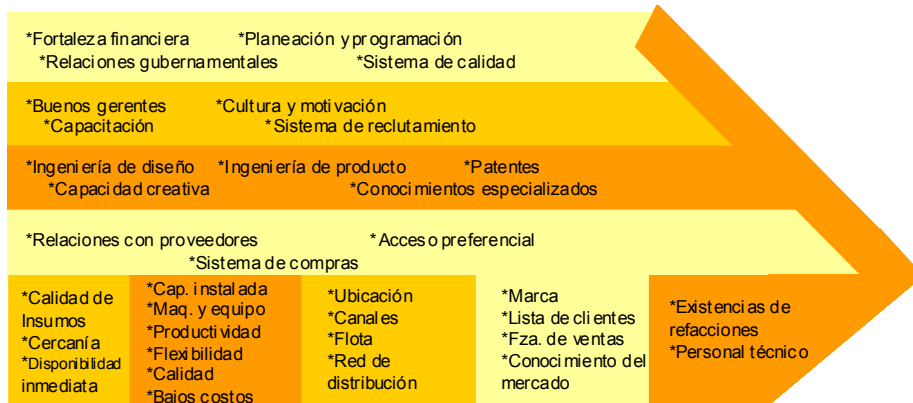 *Fortaleza financiera *Planeación y programación
*Relaciones gubernamentales *Sistema de calidad
*Buenos gerentes *Cultura y motivación
*Capacitación *Sistema de reclutamiento
*Ingeniería de diseño *Ingeniería de producto *Patentes
*Capacidad creativa *Conocimientos especializados
*Relaciones con proveedores *Acceso preferencial
*Sistema de compras
*Calidad de
Insumos
*Cercanía
*Disponibilidad
inmediata
*Cap. instalada
*Maq. y equipo
*Productividad
*Flexibilidad
*Calidad
*Bajos costos
*Ubicación
*Canales
*Flota
*Red de
distribución
*Marca
*Lista de clientes
*Fza. de ventas
*Conocimiento del
mercado
*Existencias de
refacciones
*Personal técnico